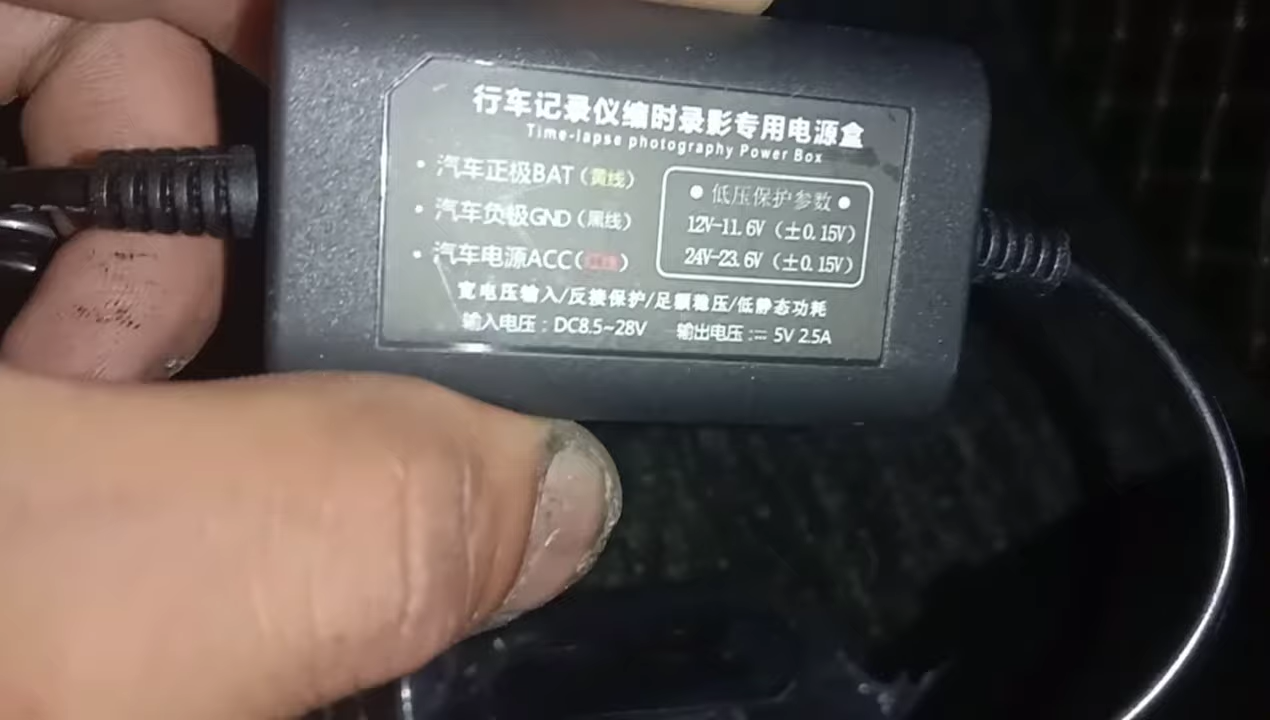 行车记录仪缩时录影专用电源盒
Time-lapse photography Power Box
• 汽车正极BAT（黄线）
• 汽车负极GND（黑线）
• 汽车电源ACC(红线)
● 低压保护参数 ●
12V-11.6V（±0.15V）
24V-23.6V（±0.15V）
宽电压输入/反接保护/足额稳压/低静态功耗
输入电压：DC8.5~28V 输出电压:⎓ 5V 2.5A